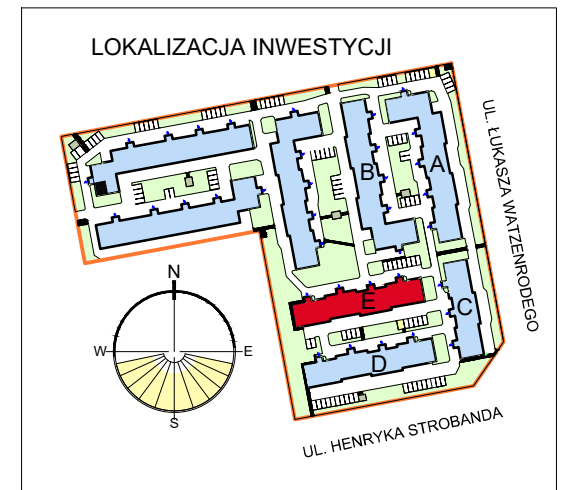 LOKALIZACJA INWESTYCJI
UL. ŁUKASZA WATZENRODEGO
A
B
N
E
C
W
E
D
S
UL. HENRYKA STROBANDA